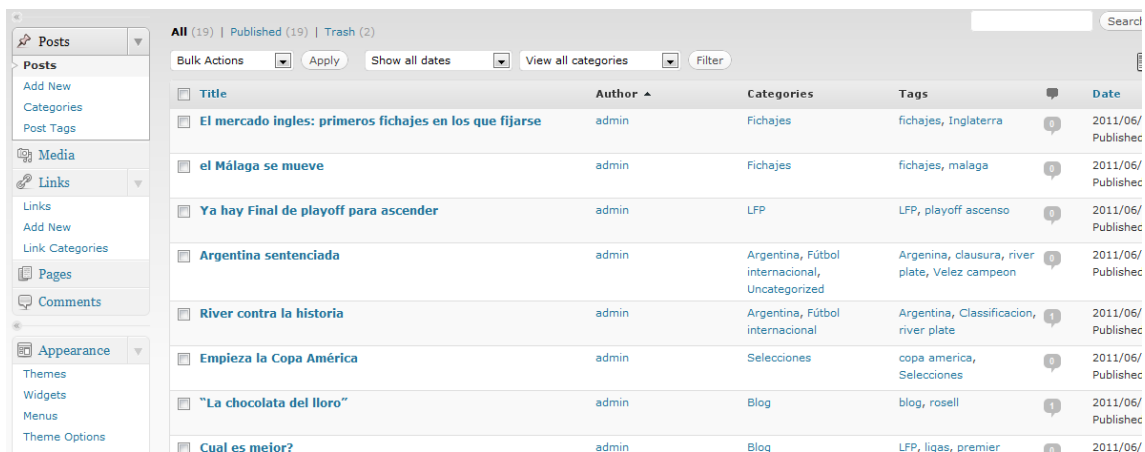 Search
Posts
All (19) | Published (19) | Trash (2)
Posts
Bulk Actions Apply Show all dates View all categories Filter
Add New
Categories
Post Tags
Media
Links
Links
Add New
Link Categories
Pages
Comments
Appearance
Themes
Widgets
Menus
Theme Options
Title Author Categories Tags Date
El mercado ingles: primeros fichajes en los que fijarse admin Fichajes fichajes, Inglaterra 0 2011/06/
Published
el Málaga se mueve admin Fichajes fichajes, malaga 0 2011/06/
Published
Ya hay Final de playoff para ascender admin LFP LFP, playoff ascenso 0 2011/06/
Published
Argentina sentenciada admin Argentina, Fútbol Argenina, clausura, river 0 2011/06/
internacional, plate, Velez campeon Published
Uncategorized
River contra la historia admin Argentina, Fútbol Argentina, Classificacion, 1 2011/06/
internacional river plate Published
Empieza la Copa América admin Selecciones copa america, 0 2011/06/
Selecciones Published
“La chocolata del lloro” admin Blog blog, rosell 1 2011/06/
Published
Cual es mejor? admin Blog LFP, ligas, premier 0 2011/06/